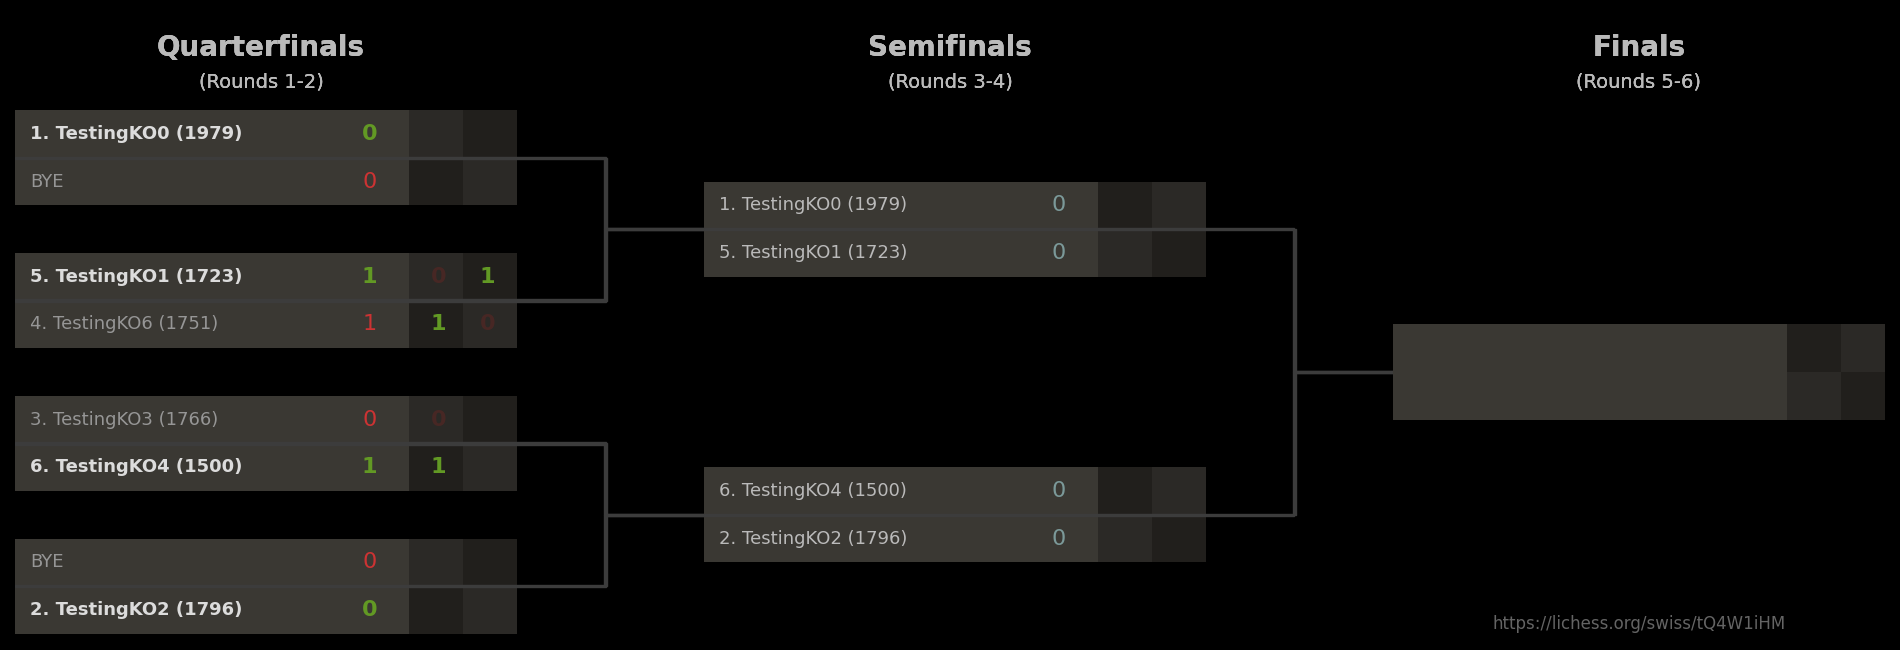 Quarterfinals
(Rounds 1-2)
1. TestingKO0 (1979) 0
BYE 0
5. TestingKO1 (1723) 1 0 1
4. TestingKO6 (1751) 1 1 0
3. TestingKO3 (1766) 0 0
6. TestingKO4 (1500) 1 1
BYE 0
2. TestingKO2 (1796) 0
Semifinals
(Rounds 3-4)
1. TestingKO0 (1979) 0
5. TestingKO1 (1723) 0
6. TestingKO4 (1500) 0
2. TestingKO2 (1796) 0
Finals
(Rounds 5-6)
https://lichess.org/swiss/tQ4W1iHM